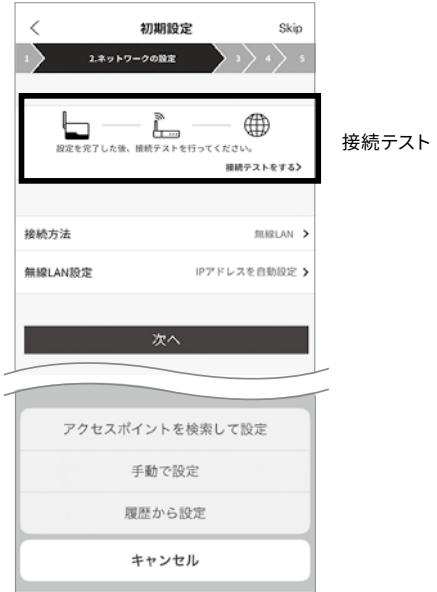 初期設定
Skip
1
2.ネットワークの設定
3
4
5
設定を完了した後、接続テストを行ってください。
接続テストをする
接続テスト
接続方法
無線LAN
無線LAN設定
IPアドレスを自動設定
次へ
アクセスポイントを検索して設定
手動で設定
履歴から設定
キャンセル